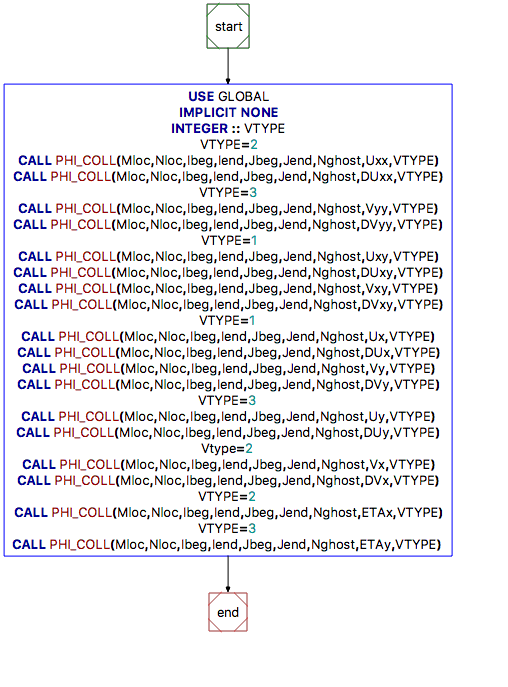 start
USE GLOBAL
IMPLICIT NONE
INTEGER :: VTYPE
VTYPE=2
CALL PHI_COLL(Mloc,Nloc,Ibeg,Iend,Jbeg,Jend,Nghost,Uxx,VTYPE)
CALL PHI_COLL(Mloc,Nloc,Ibeg,Iend,Jbeg,Jend,Nghost,DUxx,VTYPE)
VTYPE=3
CALL PHI_COLL(Mloc,Nloc,Ibeg,Iend,Jbeg,Jend,Nghost,Vyy,VTYPE)
CALL PHI_COLL(Mloc,Nloc,Ibeg,Iend,Jbeg,Jend,Nghost,DVyy,VTYPE)
VTYPE=1
CALL PHI_COLL(Mloc,Nloc,Ibeg,Iend,Jbeg,Jend,Nghost,Uxy,VTYPE)
CALL PHI_COLL(Mloc,Nloc,Ibeg,Iend,Jbeg,Jend,Nghost,DUxy,VTYPE)
CALL PHI_COLL(Mloc,Nloc,Ibeg,Iend,Jbeg,Jend,Nghost,Vxy,VTYPE)
CALL PHI_COLL(Mloc,Nloc,Ibeg,Iend,Jbeg,Jend,Nghost,DVxy,VTYPE)
VTYPE=1
CALL PHI_COLL(Mloc,Nloc,Ibeg,Iend,Jbeg,Jend,Nghost,Ux,VTYPE)
CALL PHI_COLL(Mloc,Nloc,Ibeg,Iend,Jbeg,Jend,Nghost,DUx,VTYPE)
CALL PHI_COLL(Mloc,Nloc,Ibeg,Iend,Jbeg,Jend,Nghost,Vy,VTYPE)
CALL PHI_COLL(Mloc,Nloc,Ibeg,Iend,Jbeg,Jend,Nghost,DVy,VTYPE)
VTYPE=3
CALL PHI_COLL(Mloc,Nloc,Ibeg,Iend,Jbeg,Jend,Nghost,Uy,VTYPE)
CALL PHI_COLL(Mloc,Nloc,Ibeg,Iend,Jbeg,Jend,Nghost,DUy,VTYPE)
Vtype=2
CALL PHI_COLL(Mloc,Nloc,Ibeg,Iend,Jbeg,Jend,Nghost,Vx,VTYPE)
CALL PHI_COLL(Mloc,Nloc,Ibeg,Iend,Jbeg,Jend,Nghost,DVx,VTYPE)
VTYPE=2
CALL PHI_COLL(Mloc,Nloc,Ibeg,Iend,Jbeg,Jend,Nghost,ETAx,VTYPE)
VTYPE=3
CALL PHI_COLL(Mloc,Nloc,Ibeg,Iend,Jbeg,Jend,Nghost,ETAy,VTYPE)
end